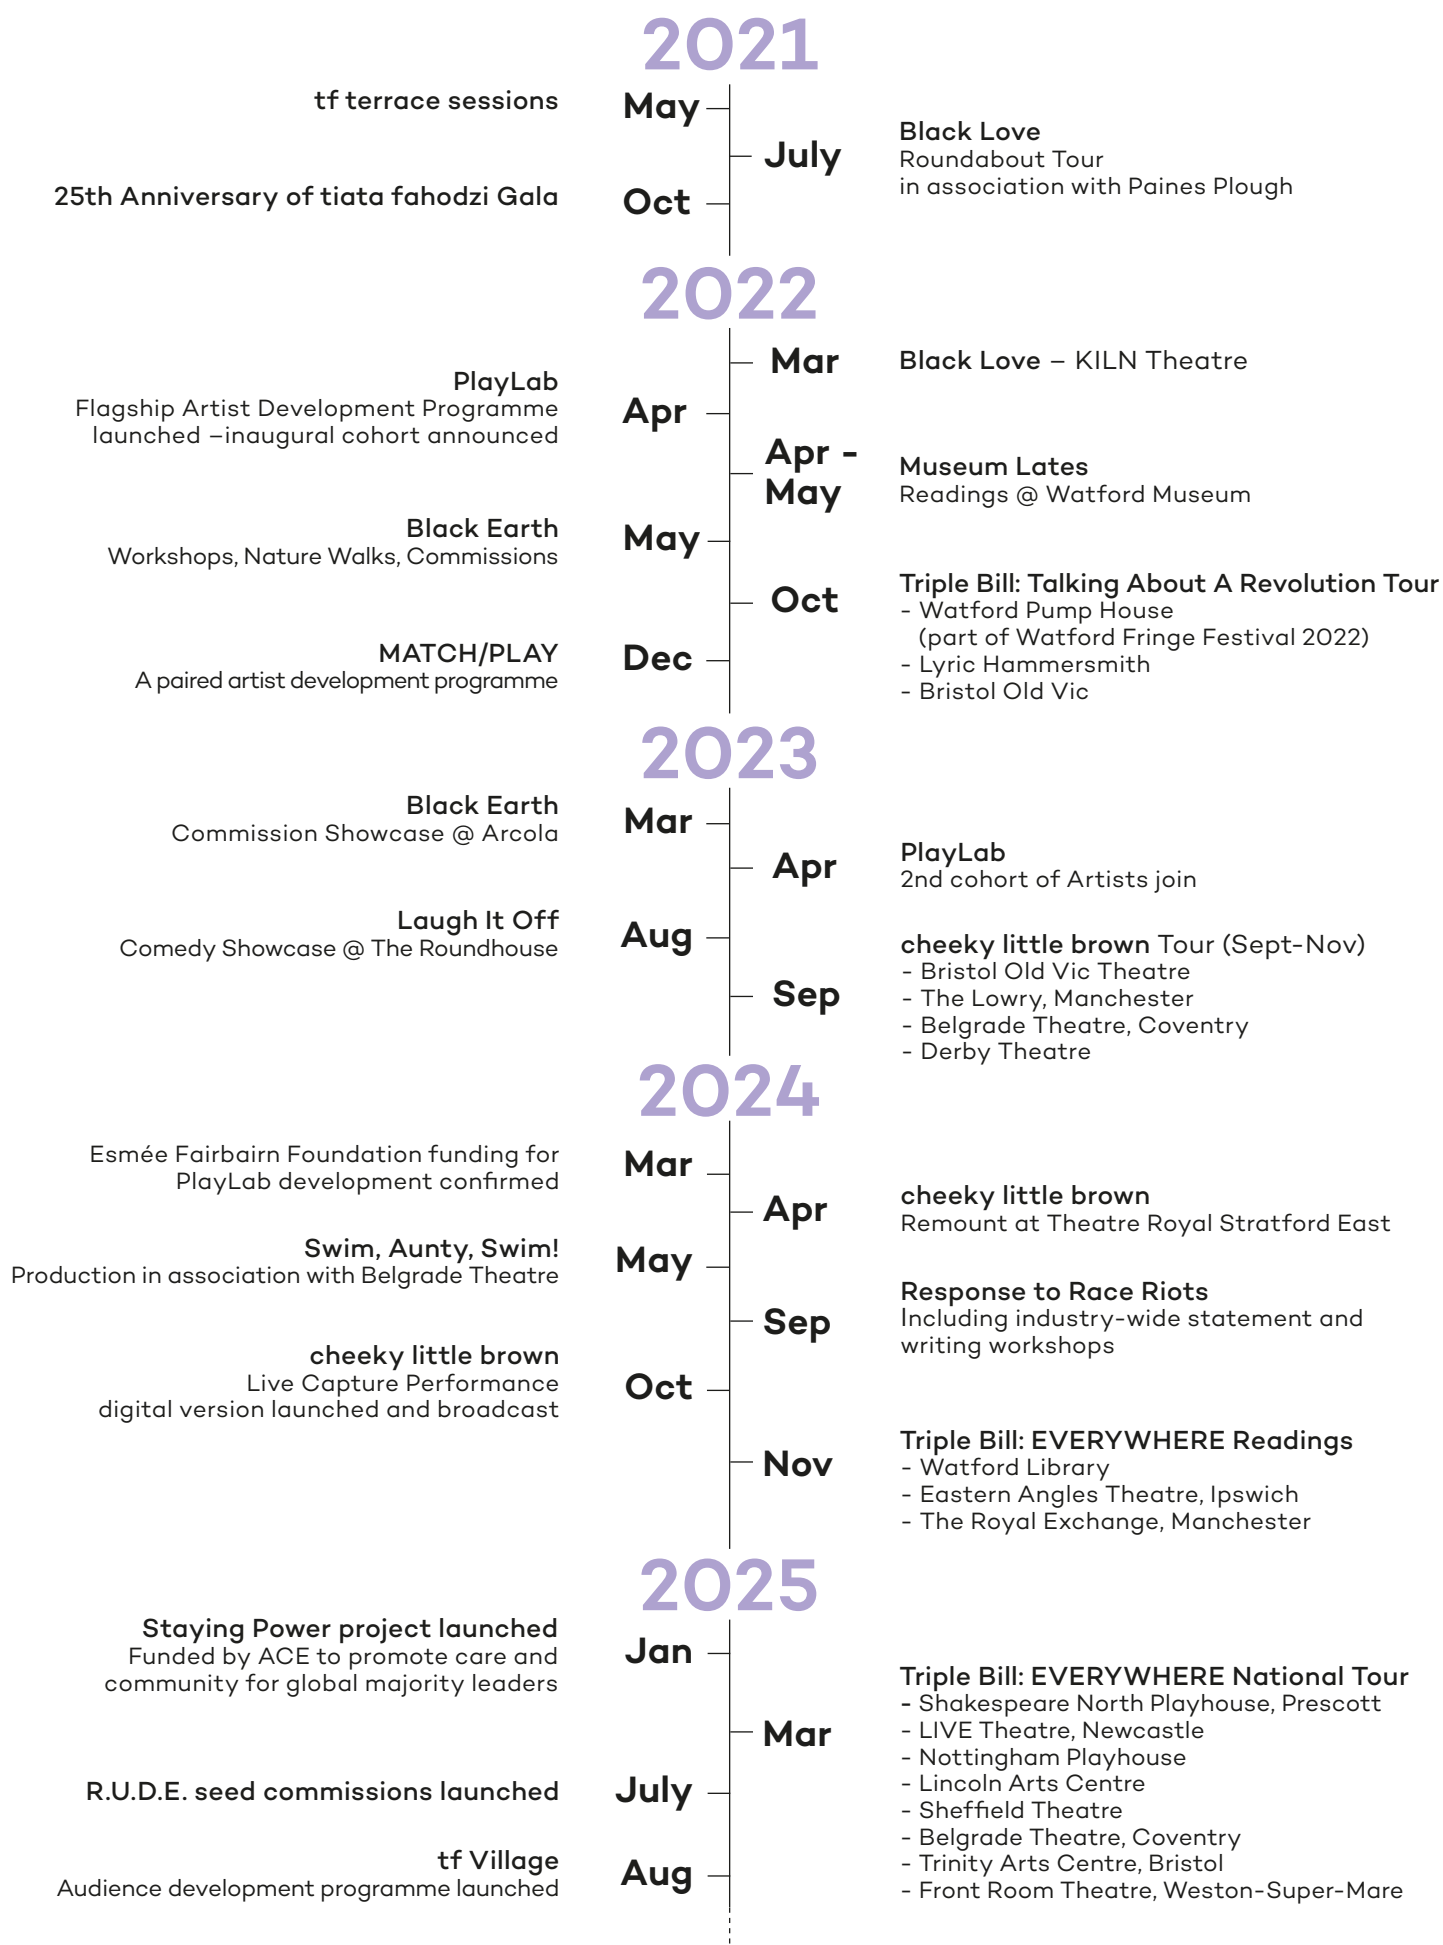 2021
tf terrace sessions
May
July
Black Love
Roundabout Tour
in association with Paines Plough
25th Anniversary of tiata fahodzi Gala
Oct
2022
Mar
Black Love – KILN Theatre
PlayLab
Flagship Artist Development Programme
launched –inaugural cohort announced
Apr
Apr -
May
Museum Lates
Readings @ Watford Museum
Black Earth
Workshops, Nature Walks, Commissions
May
Oct
Triple Bill: Talking About A Revolution Tour
- Watford Pump House
(part of Watford Fringe Festival 2022)
- Lyric Hammersmith
- Bristol Old Vic
MATCH/PLAY
A paired artist development programme
Dec
2023
Black Earth
Commission Showcase @ Arcola
Mar
Apr
PlayLab
2nd cohort of Artists join
Laugh It Off
Comedy Showcase @ The Roundhouse
Aug
Sep
cheeky little brown Tour (Sept-Nov)
- Bristol Old Vic Theatre
- The Lowry, Manchester
- Belgrade Theatre, Coventry
- Derby Theatre
2024
Esmée Fairbairn Foundation funding for
PlayLab development confirmed
Mar
Apr
cheeky little brown
Remount at Theatre Royal Stratford East
Swim, Aunty, Swim!
Production in association with Belgrade Theatre
May
Sep
Response to Race Riots
Including industry-wide statement and
writing workshops
cheeky little brown
Live Capture Performance
digital version launched and broadcast
Oct
Nov
Triple Bill: EVERYWHERE Readings
- Watford Library
- Eastern Angles Theatre, Ipswich
- The Royal Exchange, Manchester
2025
Staying Power project launched
Funded by ACE to promote care and
community for global majority leaders
Jan
Mar
Triple Bill: EVERYWHERE National Tour
- Shakespeare North Playhouse, Prescott
- LIVE Theatre, Newcastle
- Nottingham Playhouse
- Lincoln Arts Centre
- Sheffield Theatre
- Belgrade Theatre, Coventry
- Trinity Arts Centre, Bristol
- Front Room Theatre, Weston-Super-Mare
R.U.D.E. seed commissions launched
July
tf Village
Audience development programme launched
Aug